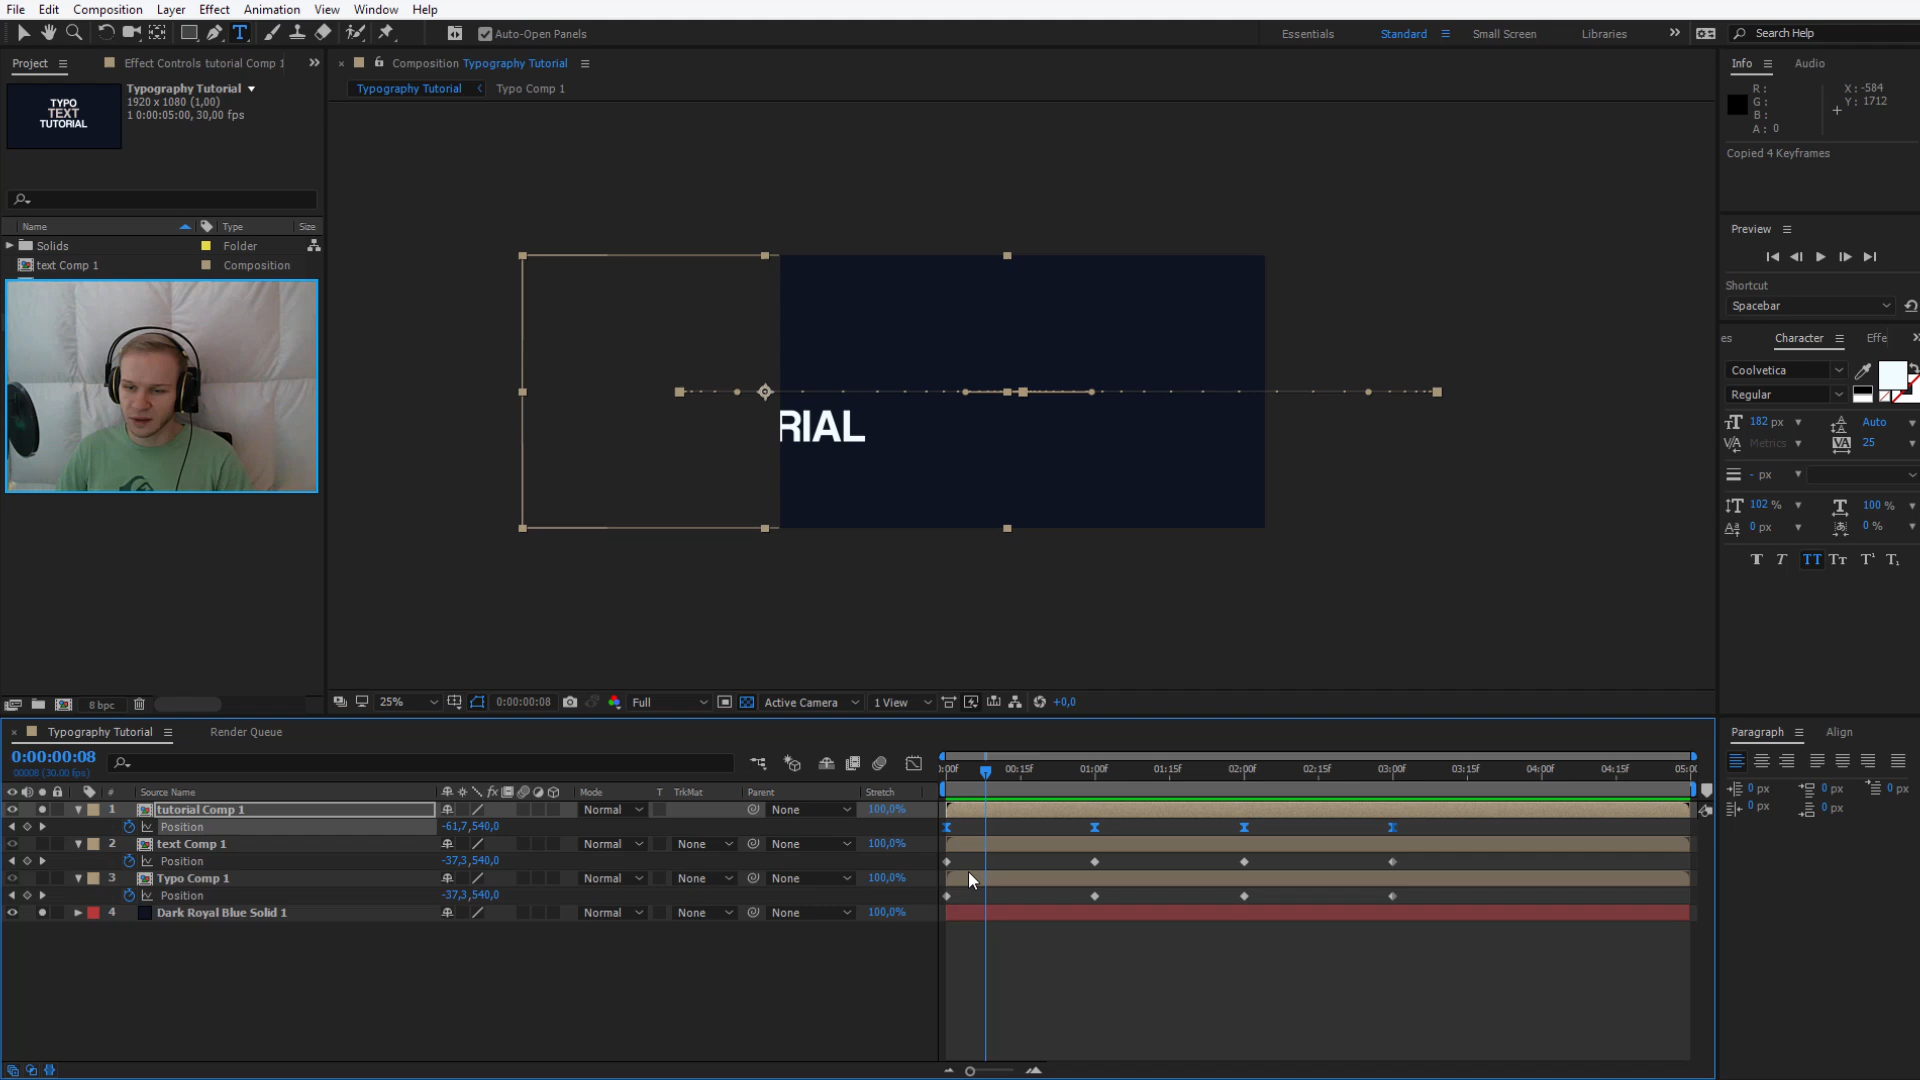 File Edit Composition Layer Effect Animation View Window Help
Auto-Open Panels Essentials Standard Small Screen Libraries Search Help
Project Effect Controls tutorial Comp 1
Composition Typography Tutorial
Info Audio
Typography Tutorial
1920 x 1080 (1,00)
1 0:00:05:00, 30,00 fps
TYPO
TEXT
TUTORIAL
Typography Tutorial Typo Comp 1
R:
G:
B:
A: 0
X: -584
Y: 1712
Copied 4 Keyframes
Name Type Size
Solids Folder
text Comp 1 Composition
Preview
Shortcut
Spacebar
es Character Effe
Coolvetica
Regular
182 px Auto
Metrics 25
- px
102 % 100 %
0 px 0 %
TT
RIAL
8 bpc
25% 0:00:00:08 Full Active Camera 1 View +0,0
Typography Tutorial Render Queue
Paragraph Align
0:00:00:08
00008 (30.00 fps)
:00f 00:15f 01:00f 01:15f 02:00f 02:15f 03:00f 03:15f 04:00f 04:15f 05:00
# Source Name Mode T TrkMat Parent Stretch
1 tutorial Comp 1 Normal None 100,0%
Position -61,7,540,0
2 text Comp 1 Normal None None 100,0%
Position -37,3,540,0
3 Typo Comp 1 Normal None None 100,0%
Position -37,3,540,0
4 Dark Royal Blue Solid 1 Normal None None 100,0%
0 px 0 px 0 px
0 px 0 px